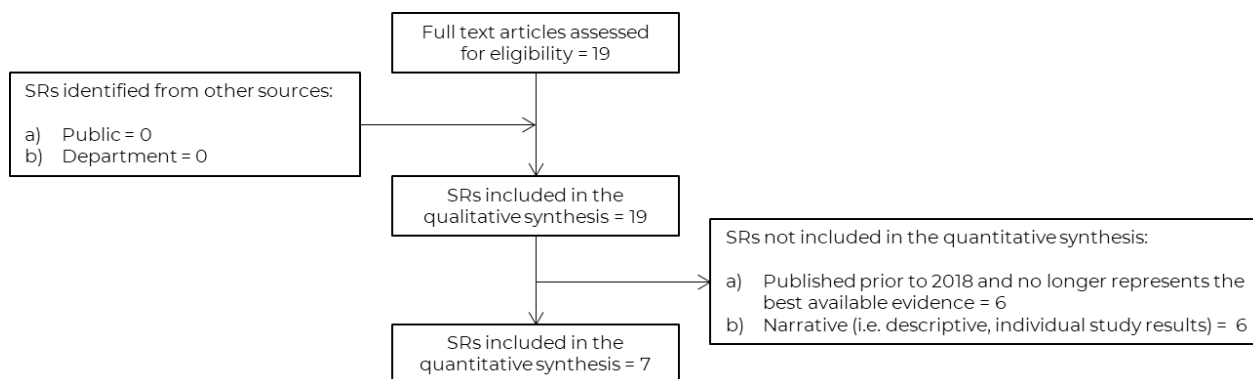 Full text articles assessed
for eligibility = 19
SRs identified from other sources:
a) Public = 0
b) Department = 0
SRs included in the
qualitative synthesis = 19
SRs not included in the quantitative synthesis:
a) Published prior to 2018 and no longer represents the
best available evidence = 6
b) Narrative (i.e. descriptive, individual study results) = 6
SRs included in the
quantitative synthesis = 7